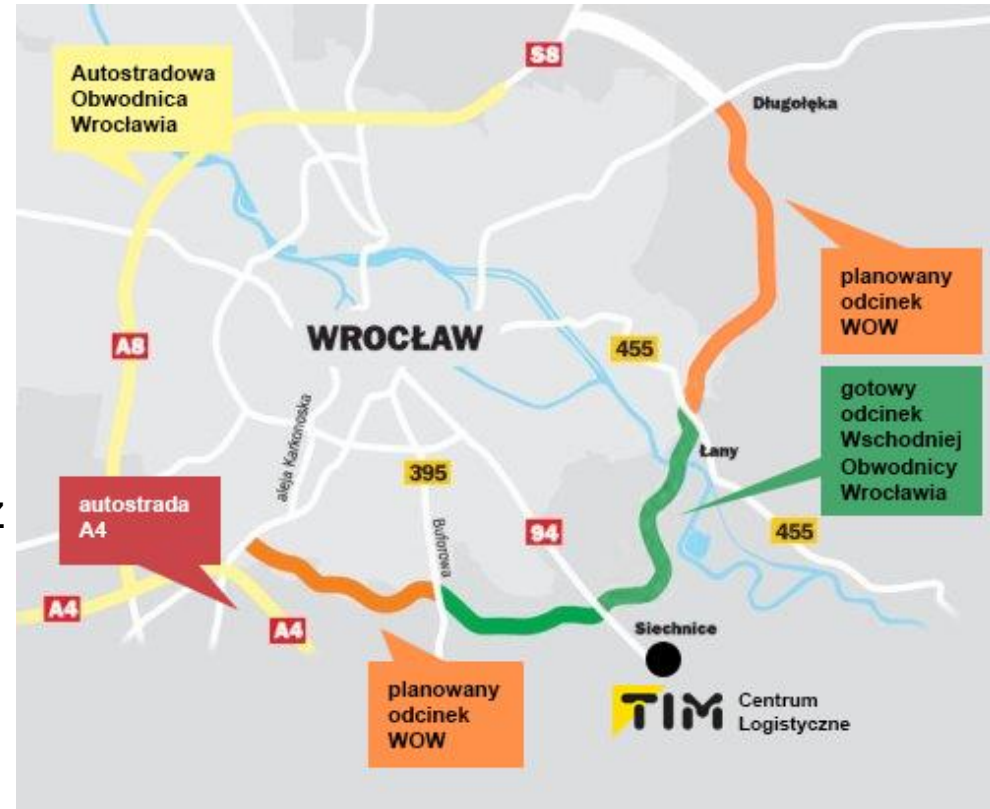 S8
Autostradowa
Obwodnica
Wrocławia
Długołęka
planowany
odcinek
WOW
WROCŁAW
A8
455
gotowy
odcinek
Wschodniej
Obwodnicy
Wrocławia
aleja Karkonoska
Łany
395
autostrada
A4
Buforowa
94
455
z
A4
A4
Siechnice
planowany
odcinek
WOW
TIM Centrum
Logistyczne